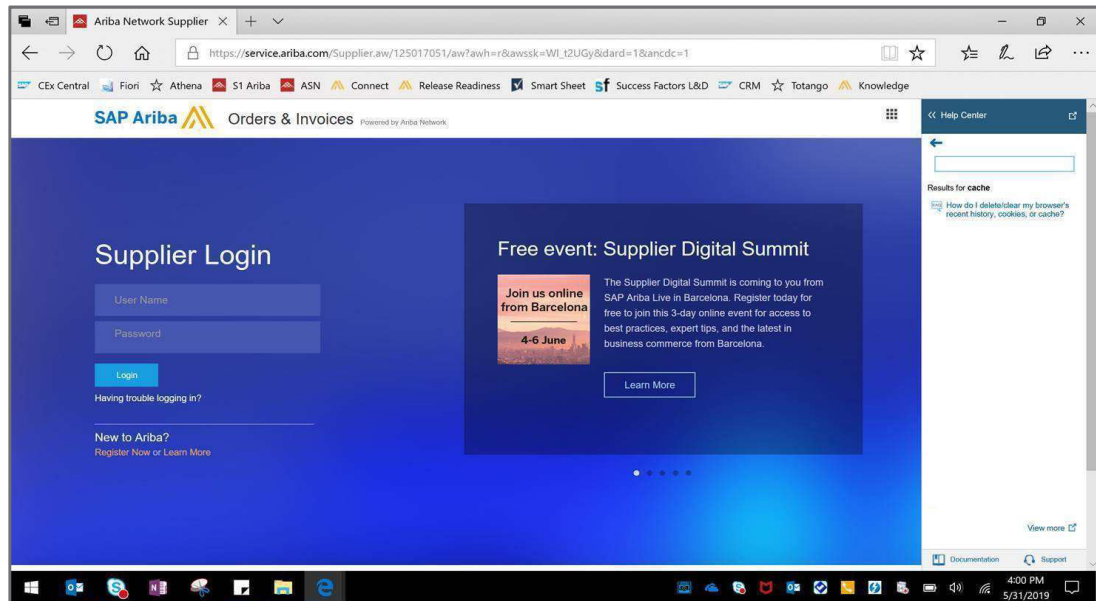 Ariba Network Supplier
https://service.ariba.com/Supplier.aw/125017051/aw?awh=r&awssk=WI_t2UGy&dard=1&ancdc=1
CEx Central Fiori Athena S1 Ariba ASN Connect Release Readiness Smart Sheet Success Factors L&D CRM Totango Knowledge
SAP Ariba Orders & Invoices Powered by Ariba Network
<< Help Center
Results for cache
How do I delete/clear my browser's
recent history, cookies, or cache?
Supplier Login
User Name
Password
Login
Having trouble logging in?
New to Ariba?
Register Now or Learn More
Free event: Supplier Digital Summit
Join us online
from Barcelona
4-6 June
The Supplier Digital Summit is coming to you from
SAP Ariba Live in Barcelona. Register today for
free to join this 3-day online event for access to
best practices, expert tips, and the latest in
business commerce from Barcelona.
Learn More
View more
Documentation Support
4:00 PM
5/31/2019